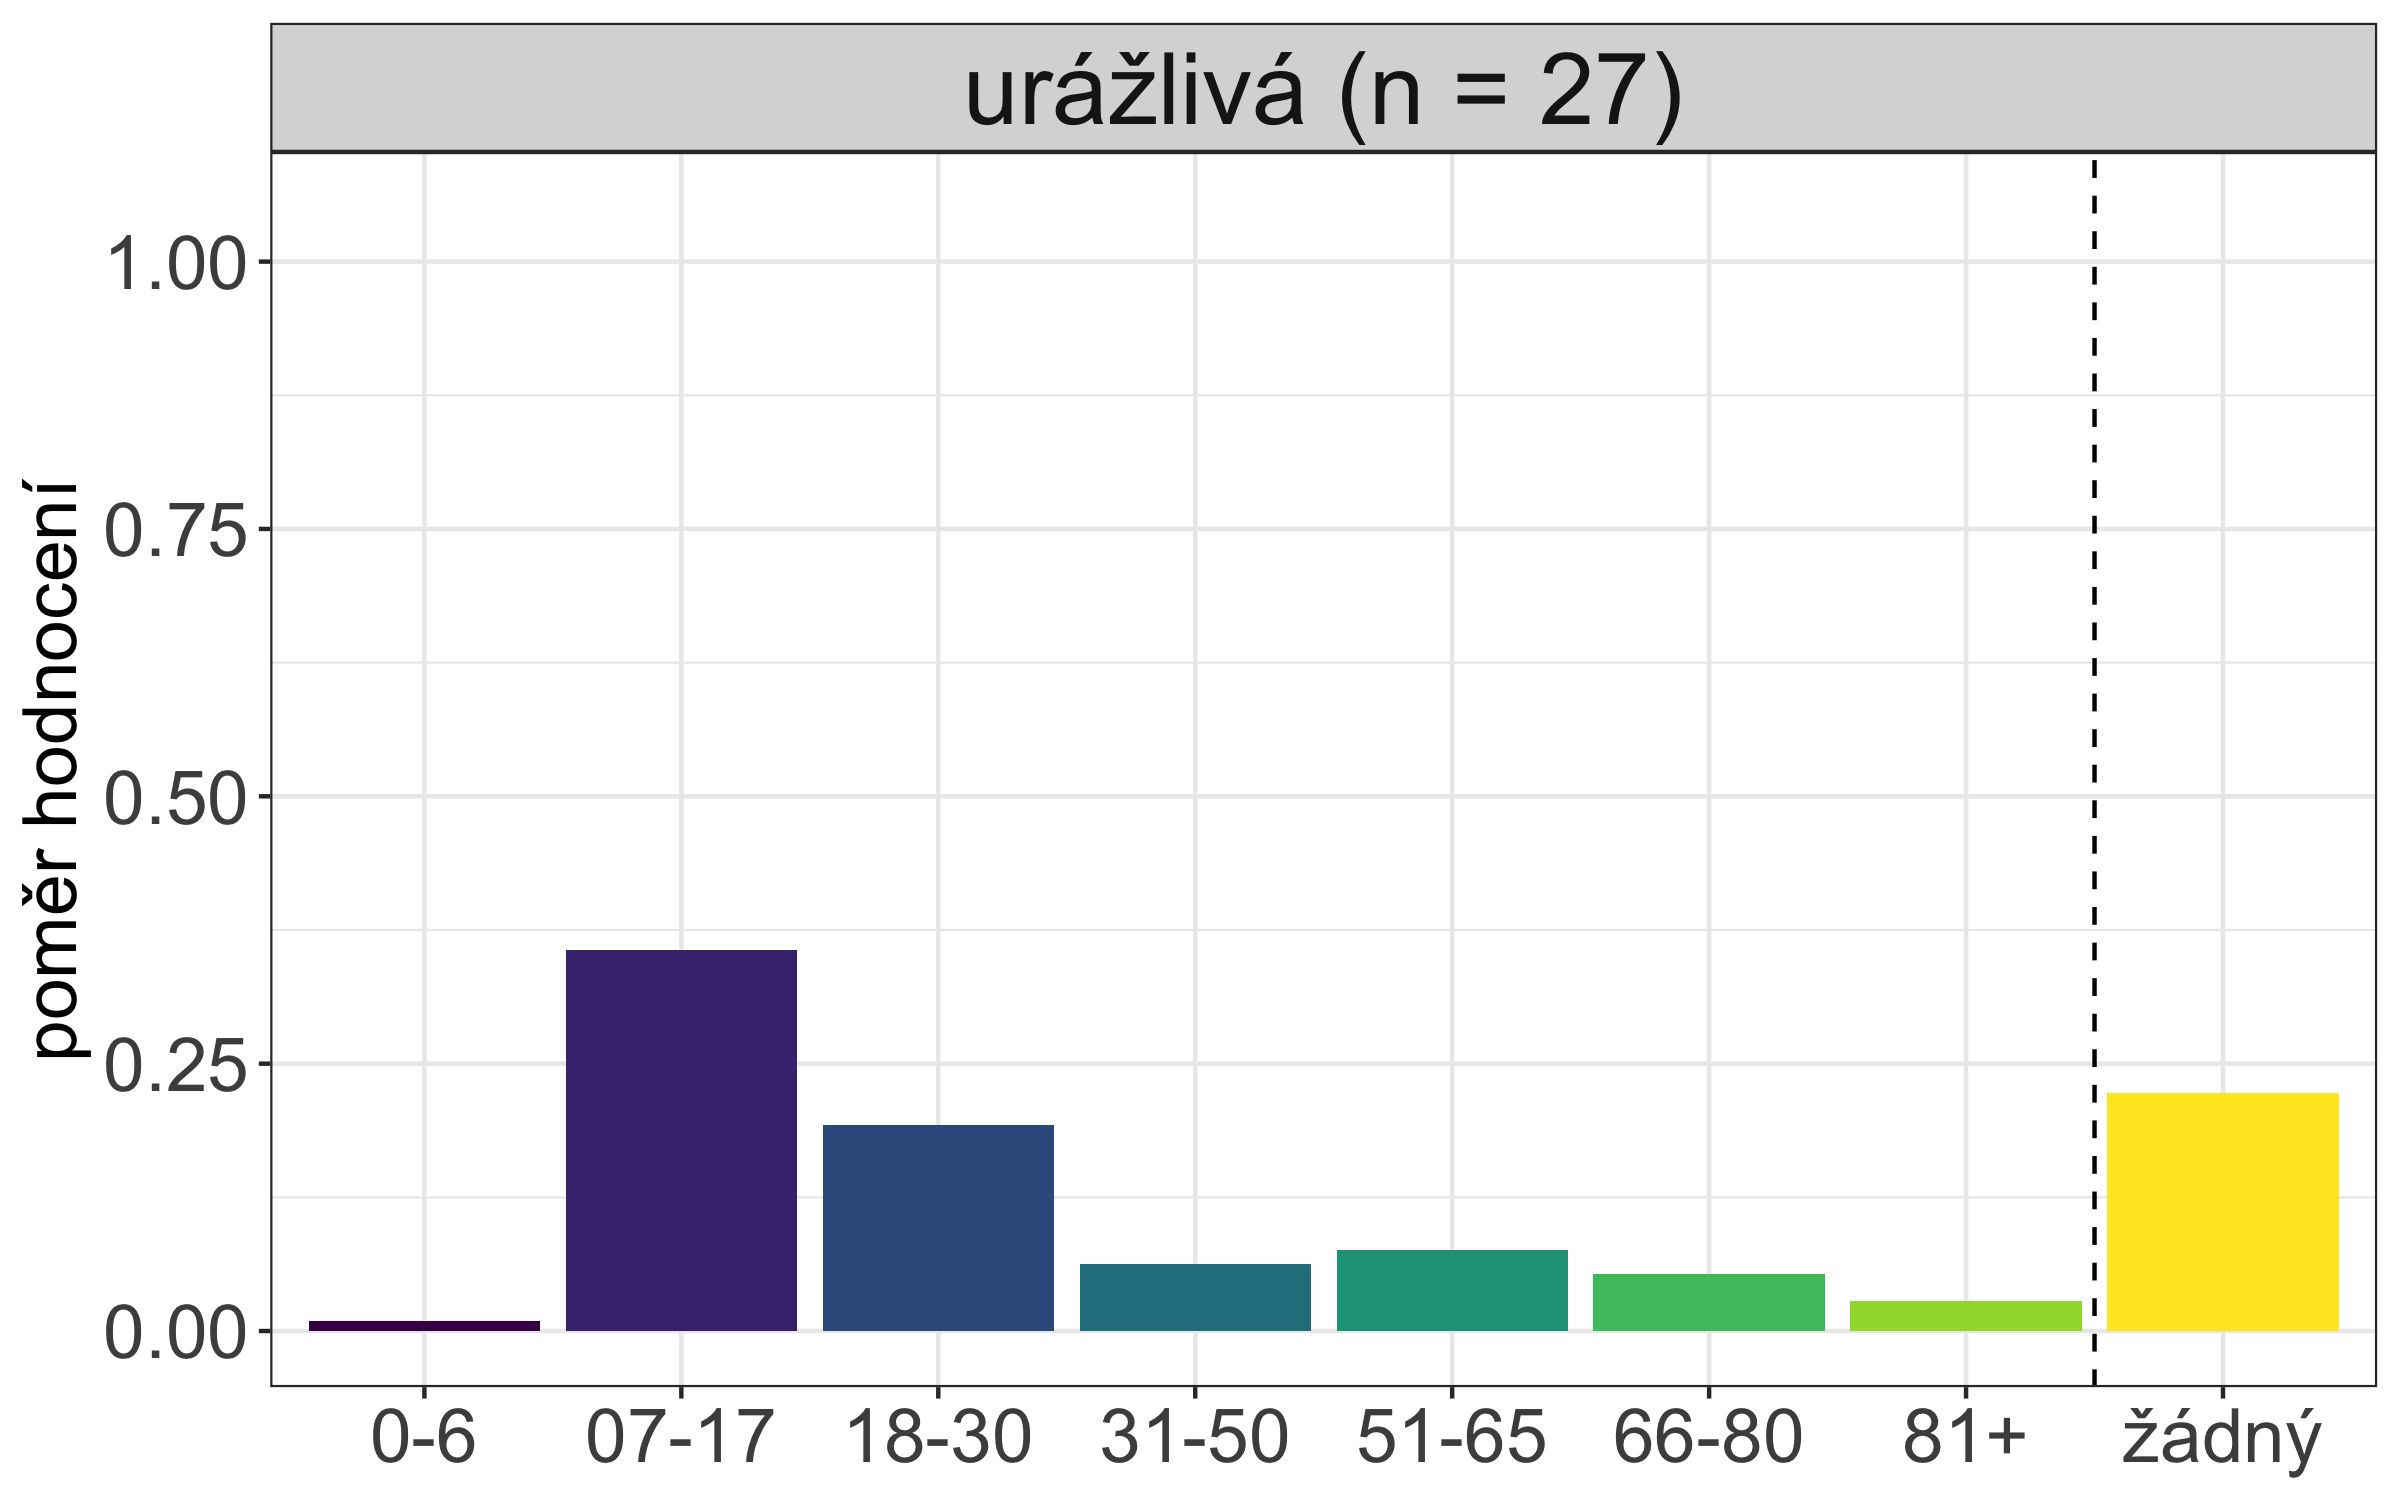 urážlivá (n = 27)
poměr hodnocení
1.00
0.75
0.50
0.25
0.00
0-6 07-17 18-30 31-50 51-65 66-80 81+ žádný